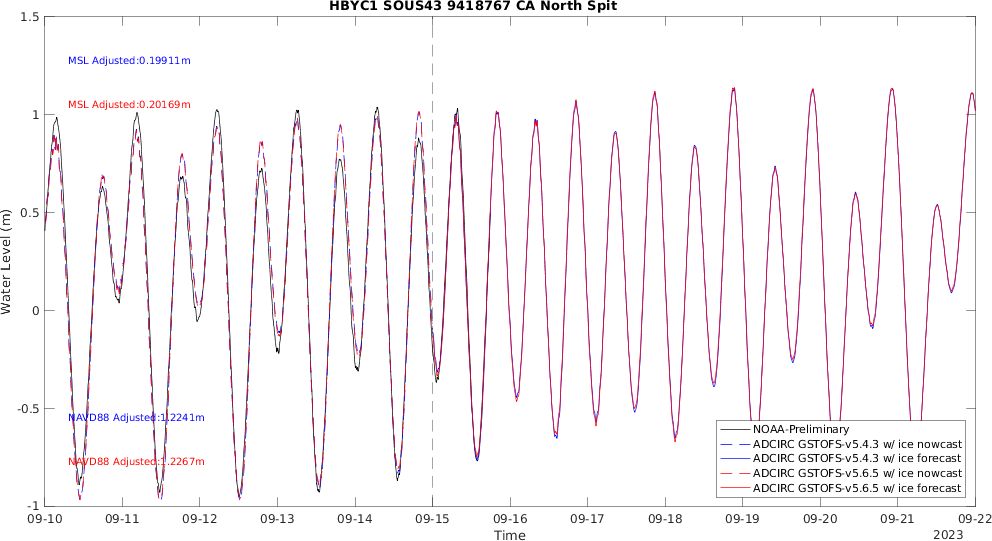 HBYC1 SOUS43 9418767 CA North Spit
1.5
MSL Adjusted:0.19911m
MSL Adjusted:0.20169m
1
0.5
Water Level (m)
0
-0.5
NAVD88 Adjusted:1.2241m
NOAA-Preliminary
ADCIRC GSTOFS-v5.4.3 w/ ice nowcast
ADCIRC GSTOFS-v5.4.3 w/ ice forecast
NAVD88 Adjusted:1.2267m
ADCIRC GSTOFS-v5.6.5 w/ ice nowcast
ADCIRC GSTOFS-v5.6.5 w/ ice forecast
-1
09-10 09-11 09-12 09-13 09-14 09-15 09-16 09-17 09-18 09-19 09-20 09-21 09-22
Time
2023